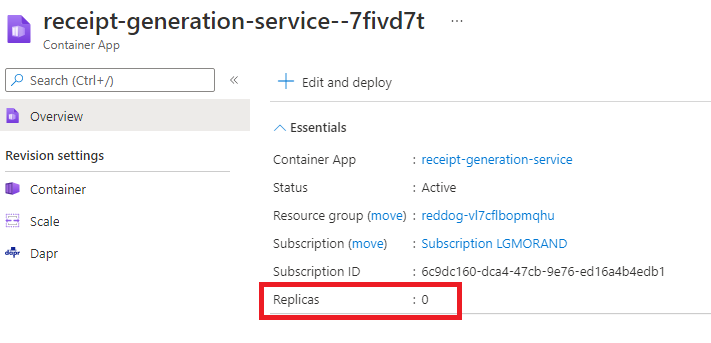 receipt-generation-service--7fivd7t ...
Container App
Search (Ctrl+/) «
Edit and deploy
Overview
Essentials
Revision settings
Container App : receipt-generation-service
Container
Status : Active
Scale
Resource group (move) : reddog-vl7cflbopmqhu
Dapr
dapr
Subscription (move) : Subscription LGMORAND
Subscription ID : 6c9dc160-dca4-47cb-9e76-ed16a4b4edb1
Replicas : 0